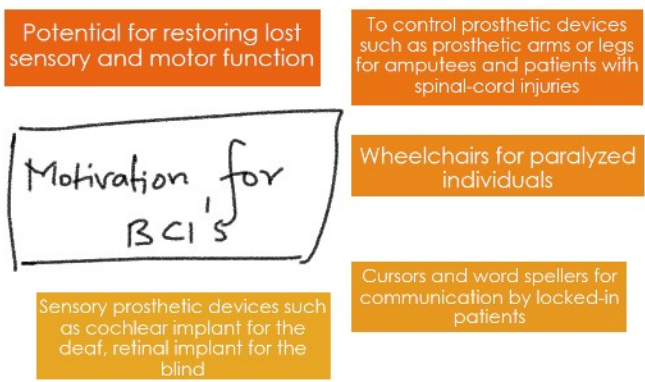 Potential for restoring lost
sensory and motor function
To control prosthetic devices
such as prosthetic arms or legs
for amputees and patients with
spinal-cord injuries
Motivation for
BCI's
Wheelchairs for paralyzed
individuals
Sensory prosthetic devices such
as cochlear implant for the
deaf, retinal implant for the
blind
Cursors and word spellers for
communication by locked-in
patients